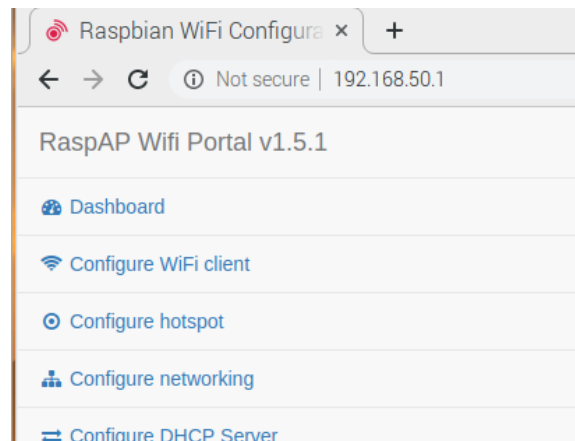 Raspbian WiFi Configura
Not secure | 192.168.50.1
RaspAP Wifi Portal v1.5.1
Dashboard
Configure WiFi client
Configure hotspot
Configure networking
Configure DHCP Server